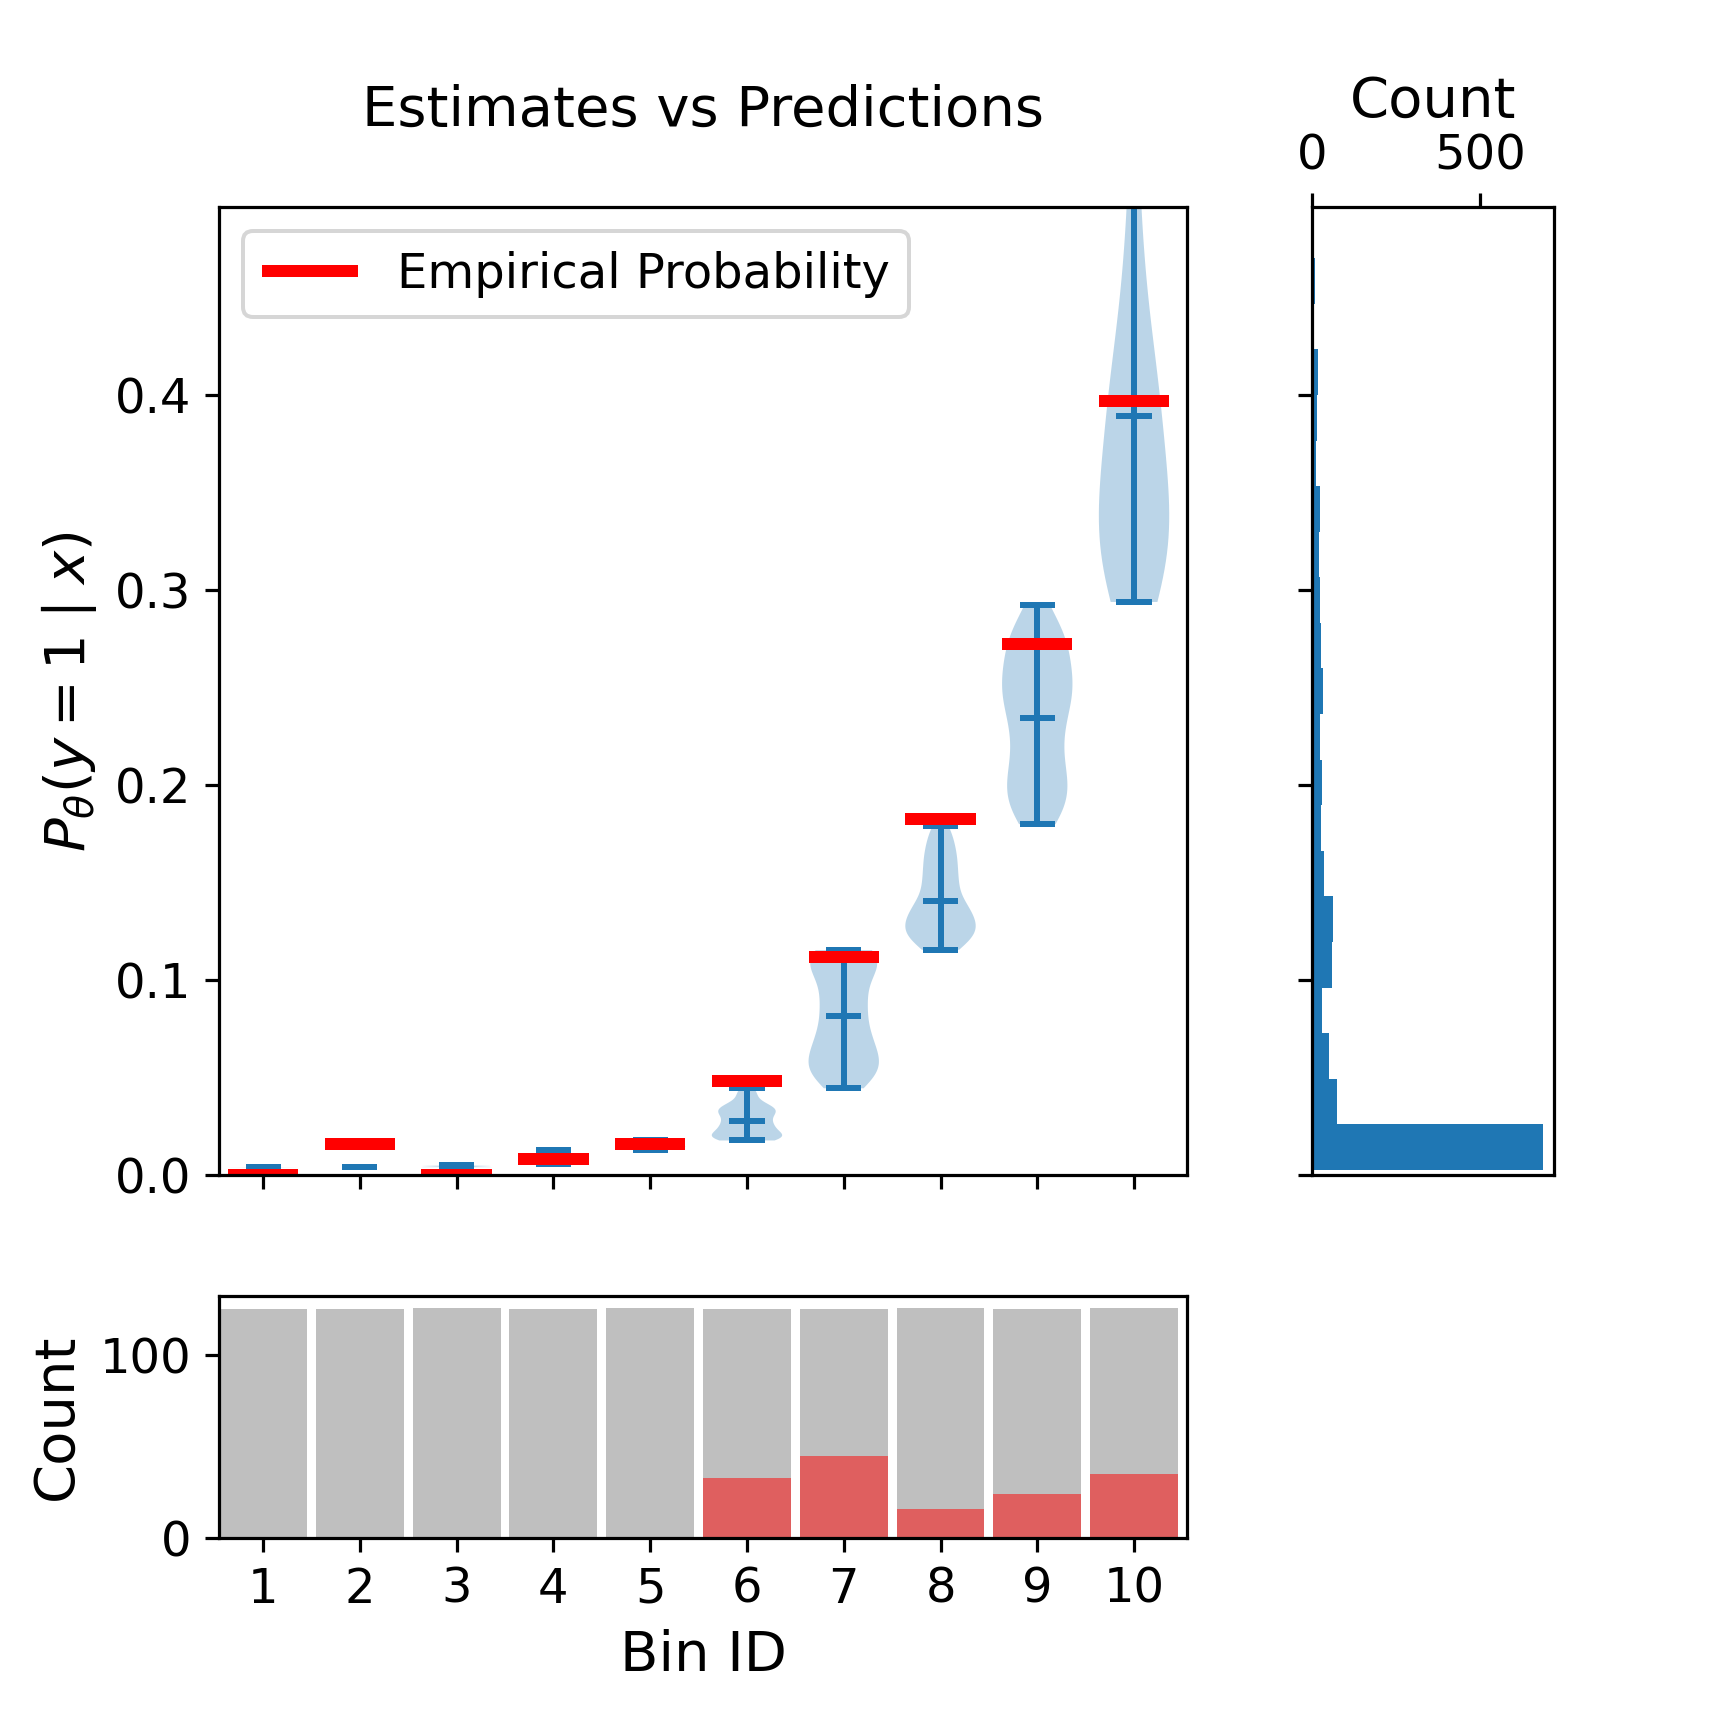 Estimates vs Predictions
Count
0 500
Empirical Probability
P_θ(y = 1 | x)
0.4
0.3
0.2
0.1
0.0
Count
100
0
1 2 3 4 5 6 7 8 9 10
Bin ID